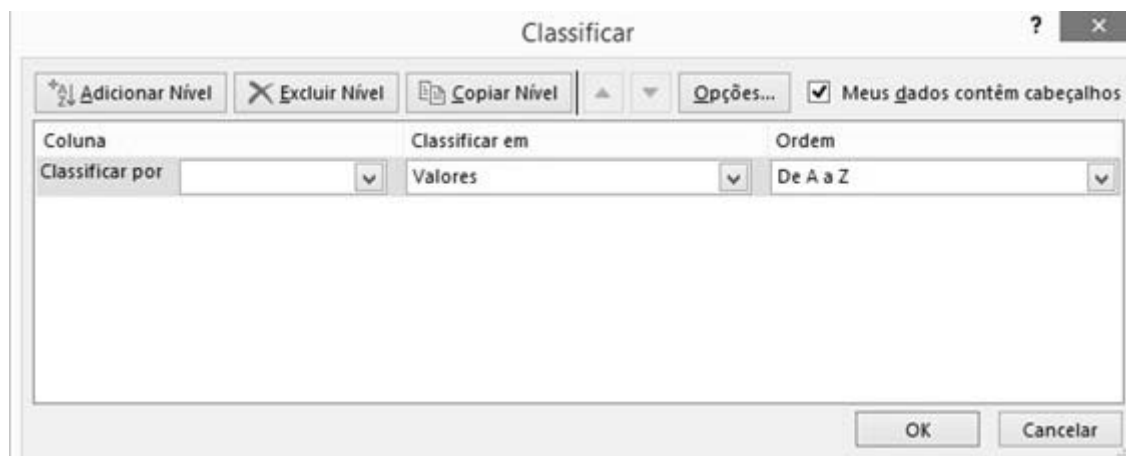 Classificar ?
Adicionar Nível Excluir Nível Copiar Nível Opções... Meus dados contêm cabeçalhos
Coluna Classificar em Ordem
Classificar por Valores De A a Z
OK Cancelar